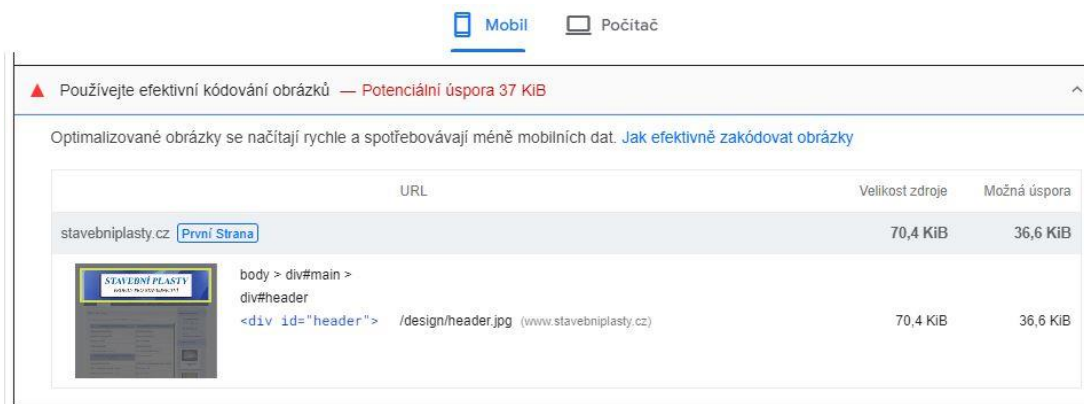 Mobil Počítač
Používejte efektivní kódování obrázků — Potenciální úspora 37 KiB
Optimalizované obrázky se načítají rychle a spotřebovávají méně mobilních dat. Jak efektivně zakódovat obrázky
URL Velikost zdroje Možná úspora
stavebniplasty.cz První Strana 70,4 KiB 36,6 KiB
STAVEBNÍ PLASTY
body > div#main >
div#header
<div id="header"> /design/header.jpg (www.stavebniplasty.cz) 70,4 KiB 36,6 KiB